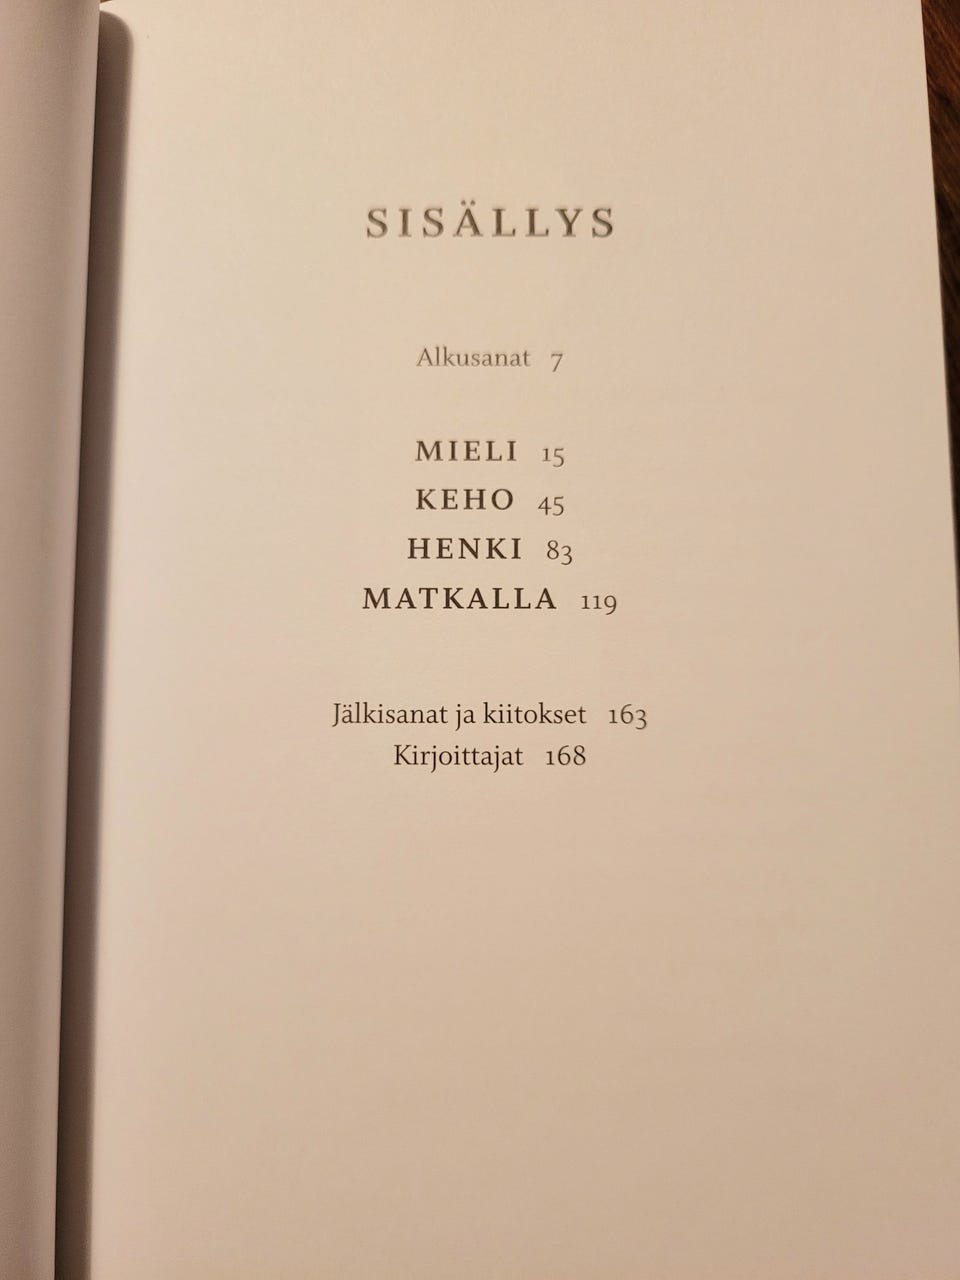 SISÄLLYS
Alkusanat 7
MIELI 15
KEHO 45
HENKI 83
MATKALLA 119
Jälkisanat ja kiitokset 163
Kirjoittajat 168